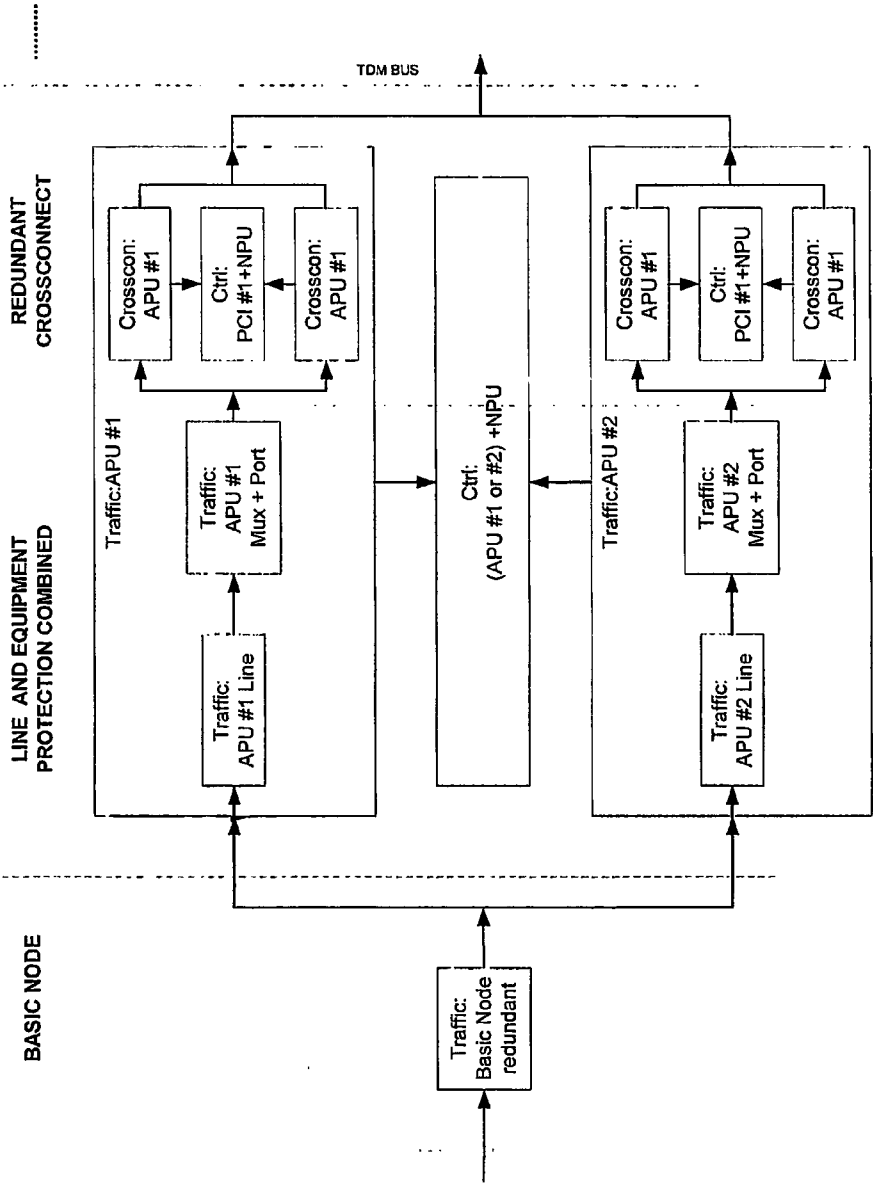 BASIC NODE
LINE AND EQUIPMENT
PROTECTION COMBINED
REDUNDANT
CROSSCONNECT
..........
Traffic:
Basic Node
redundant
Traffic:APU #1
Traffic:
APU #1 Line
Traffic:
APU #1
Mux + Port
Crosscon:
APU #1
Ctrl:
PCI #1+NPU
Crosscon:
APU #1
TDM BUS
Ctrl:
(APU #1 or #2) +NPU
Traffic:APU #2
Traffic:
APU #2 Line
Traffic:
APU #2
Mux + Port
Crosscon:
APU #1
Ctrl:
PCI #1+NPU
Crosscon:
APU #1